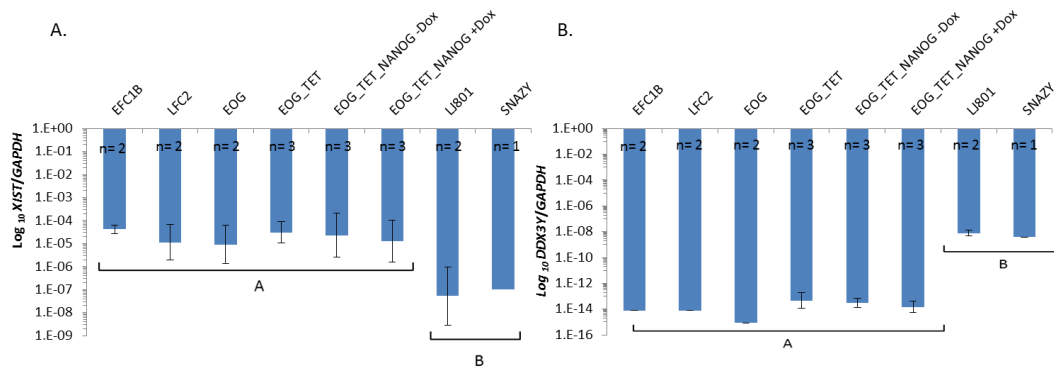 A.
EFC1B
LFC2
EOG
EOG_TET
EOG_TET_NANOG -Dox
EOG_TET_NANOG +Dox
LJ801
SNAZY
1.E+00
1.E-01
1.E-02
1.E-03
1.E-04
1.E-05
1.E-06
1.E-07
1.E-08
1.E-09
Log 10 XIST/GAPDH
n= 2
n= 2
n= 2
n= 3
n= 3
n= 3
n= 2
n= 1
A
B
B.
EFC1B
LFC2
EOG
EOG_TET
EOG_TET_NANOG -Dox
EOG_TET_NANOG +Dox
LJ801
SNAZY
1.E+00
1.E-02
1.E-04
1.E-06
1.E-08
1.E-10
1.E-12
1.E-14
1.E-16
Log 10 DDX3Y/GAPDH
n= 2
n= 2
n= 2
n= 3
n= 3
n= 3
n= 2
n= 1
B
A